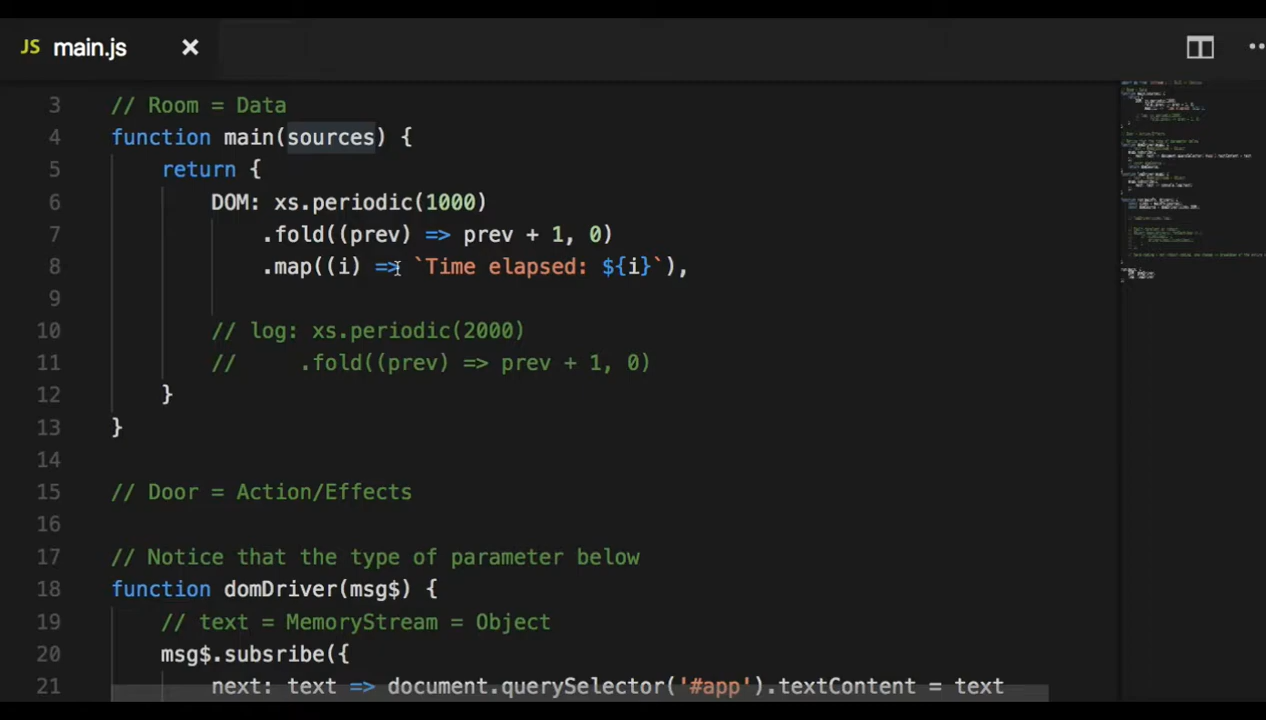 JS main.js ×
3 // Room = Data
4 function main(sources) {
5 return {
6 DOM: xs.periodic(1000)
7 .fold((prev) => prev + 1, 0)
8 .map((i) => `Time elapsed: ${i}`),
9
10 // log: xs.periodic(2000)
11 // .fold((prev) => prev + 1, 0)
12 }
13 }
14
15 // Door = Action/Effects
16
17 // Notice that the type of parameter below
18 function domDriver(msg$) {
19 // text = MemoryStream = Object
20 msg$.subsribe({
21 next: text => document.querySelector('#app').textContent = text